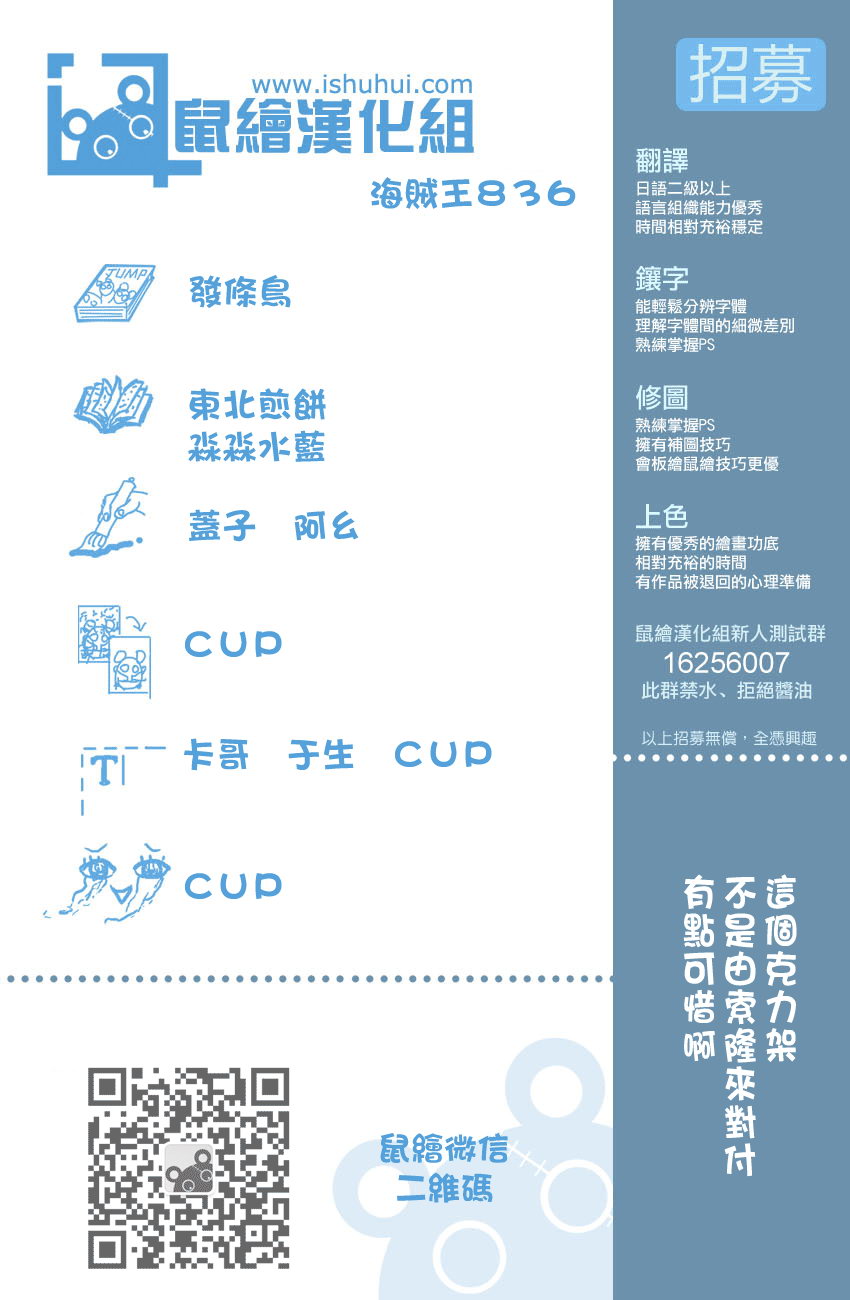 www.ishuhui.com
鼠繪漢化組
海賊王836
JUMP
發條鳥
東北煎餅
淼淼水藍
蓋子 阿幺
CUP
T
卡哥 于生 CUP
CUP
鼠繪微信
二維碼
招募
翻譯
日語二級以上
語言組織能力優秀
時間相對充裕穩定
鑲字
能輕鬆分辨字體
理解字體間的細微差別
熟練掌握PS
修圖
熟練掌握PS
擁有補圖技巧
會板繪鼠繪技巧更優
上色
擁有優秀的繪畫功底
相對充裕的時間
有作品被退回的心理準備
鼠繪漢化組新人測試群
16256007
此群禁水、拒絕醬油
以上招募無償，全憑興趣
這個克力架
不是由索隆來對付
有點可惜啊